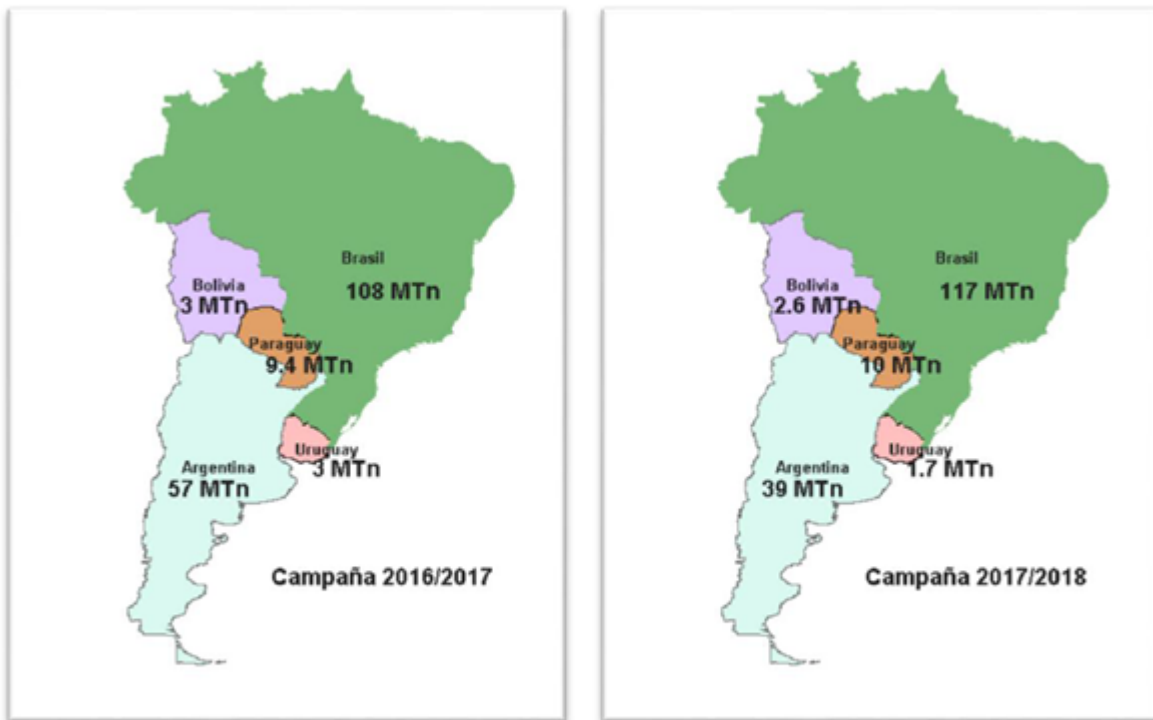 Brasil
108 MTn
Bolivia
3 MTn
Paraguay
9.4 MTn
Uruguay
3 MTn
Argentina
57 MTn
Campaña 2016/2017
Brasil
117 MTn
Bolivia
2.6 MTn
Paraguay
10 MTn
Uruguay
1.7 MTn
Argentina
39 MTn
Campaña 2017/2018